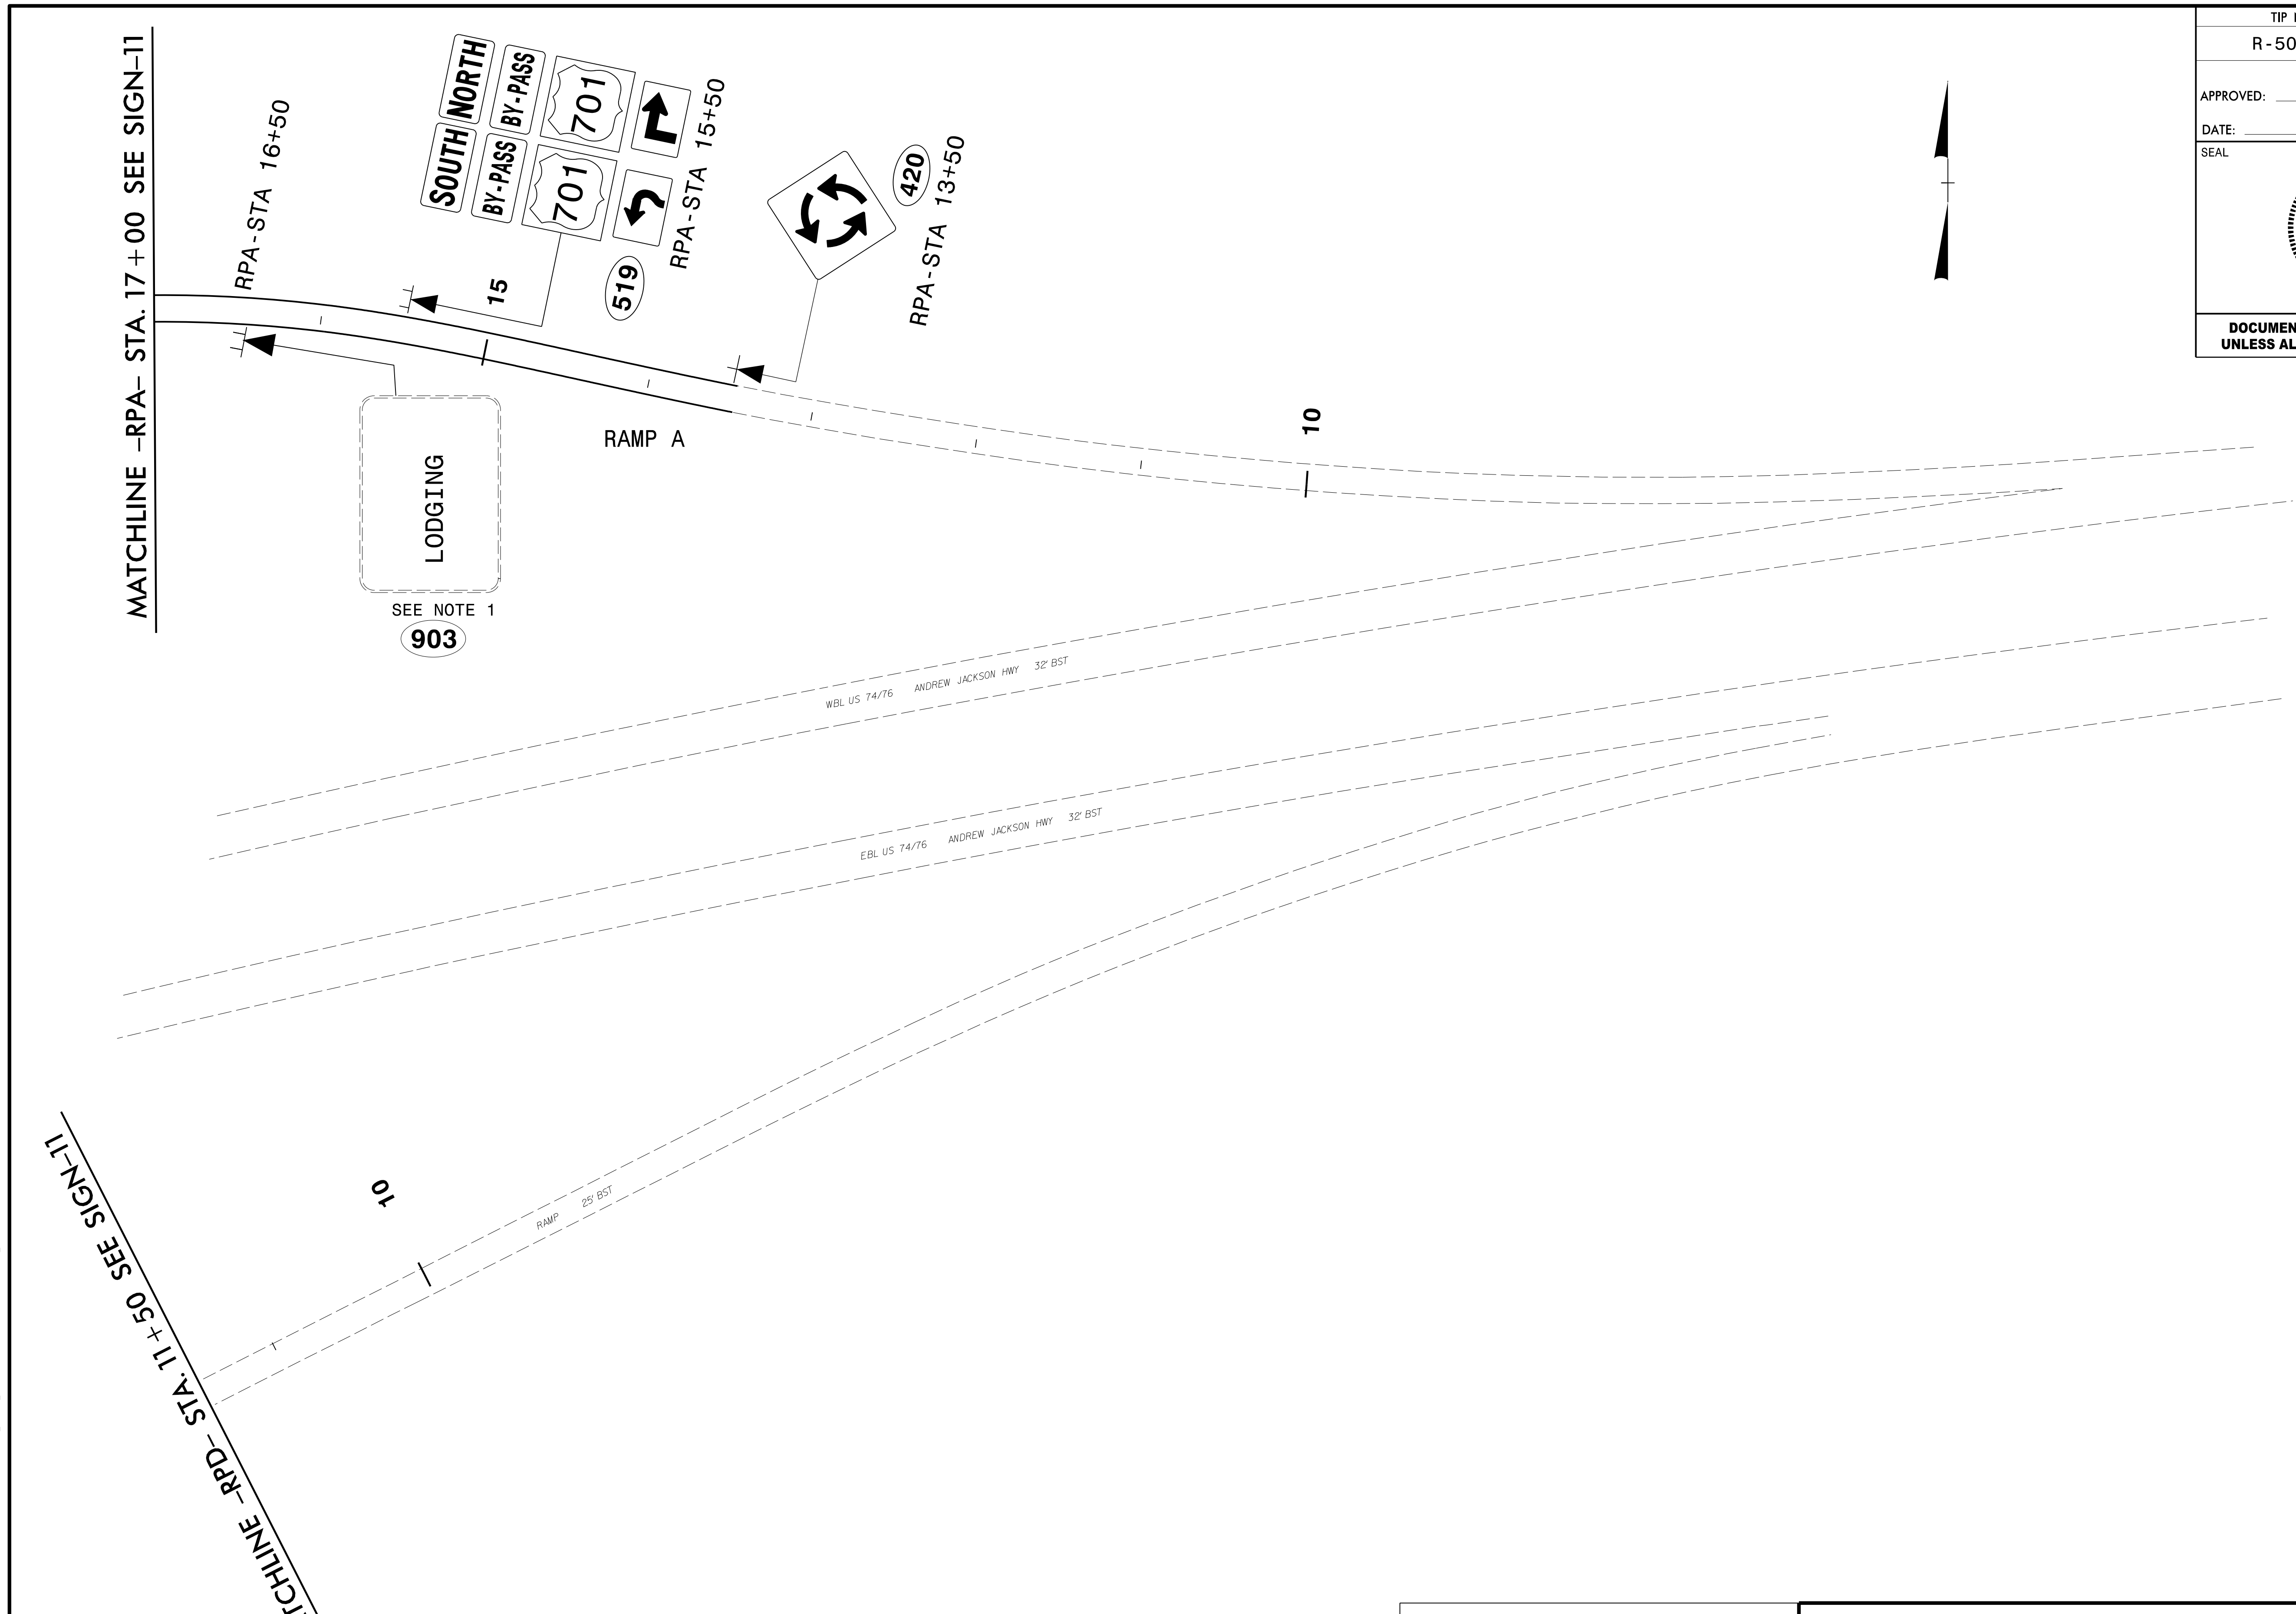 MATCHLINE –RPA– STA. 17+00 SEE SIGN–11
RPA-STA 16+50
NORTH
BY-PASS
701
SOUTH
BY-PASS
701
519
RPA-STA 15+50
420
RPA-STA 13+50
15
10
RAMP A
LODGING
SEE NOTE 1
903
WBL US 74/76 ANDREW JACKSON HWY 32' BST
EBL US 74/76 ANDREW JACKSON HWY 32' BST
10
RAMP 25' BST
TCHLINE –RPD– STA. 11+50 SEE SIGN–11
TIP
R-50
APPROVED:
DATE:
SEAL
DOCUMEN
UNLESS AL